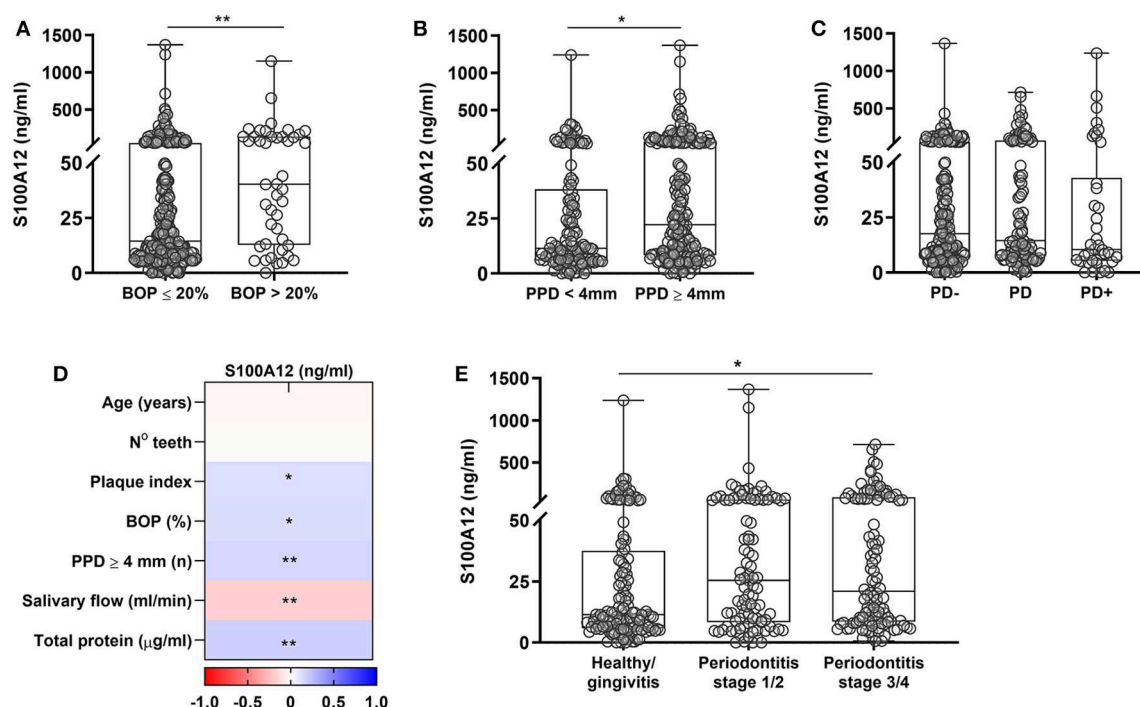 A
**
S100A12 (ng/ml)
1500
1000
500
50
25
0
BOP ≤ 20%
BOP > 20%
B
*
S100A12 (ng/ml)
1500
1000
500
50
25
0
PPD < 4mm
PPD ≥ 4mm
C
S100A12 (ng/ml)
1500
1000
500
50
25
0
PD-
PD
PD+
D
S100A12 (ng/ml)
Age (years)
Nº teeth
Plaque index
*
BOP (%)
*
PPD ≥ 4 mm (n)
**
Salivary flow (ml/min)
**
Total protein (μg/ml)
**
-1.0
-0.5
0
0.5
1.0
E
*
S100A12 (ng/ml)
1500
1000
500
50
25
0
Healthy/
gingivitis
Periodontitis
stage 1/2
Periodontitis
stage 3/4